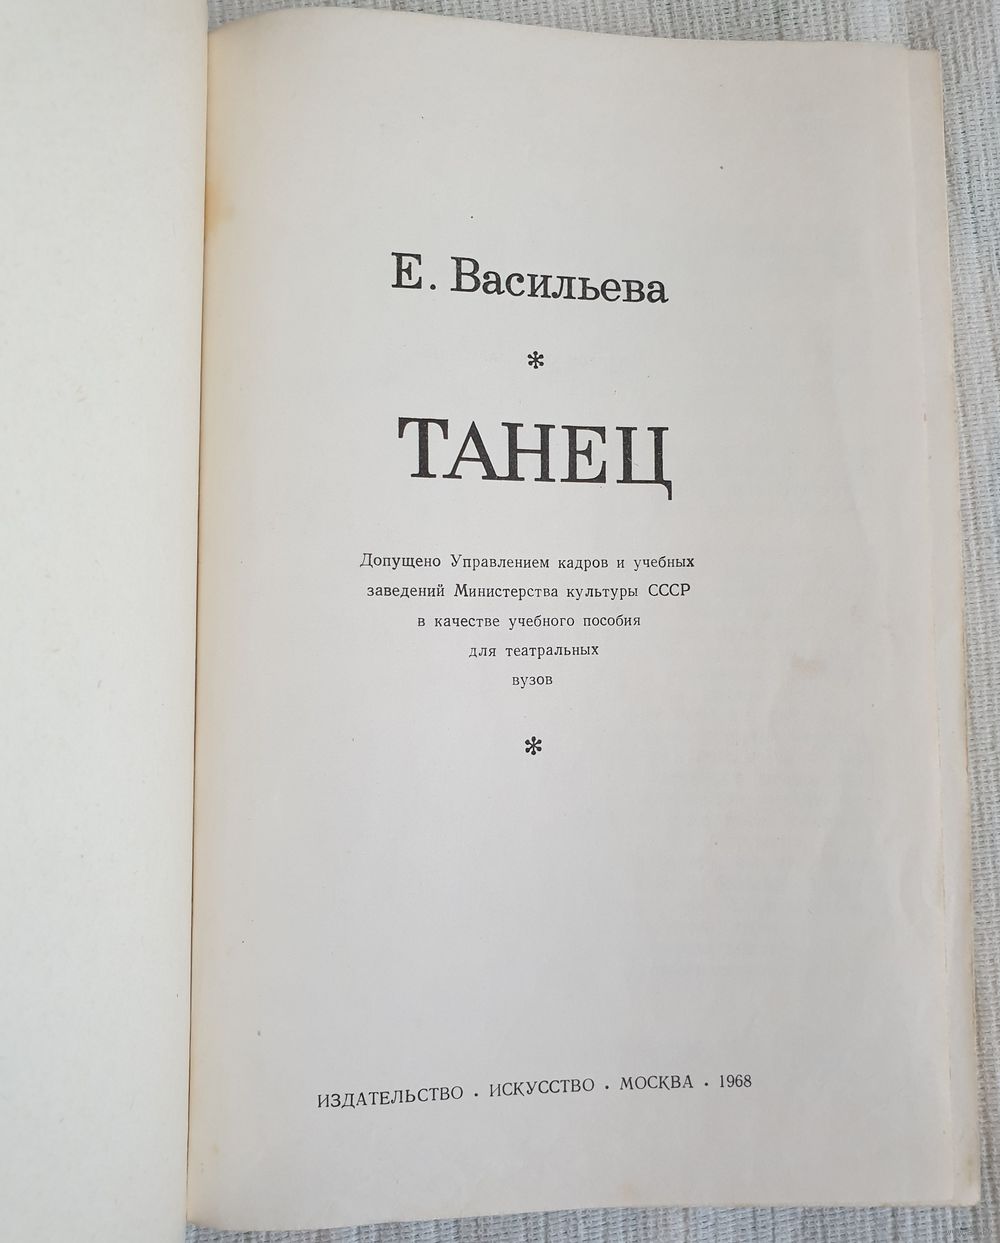 Е. Васильева
*
ТАНЕЦ
Допущено Управлением кадров и учебных
заведений Министерства культуры СССР
в качестве учебного пособия
для театральных
вузов
*
ИЗДАТЕЛЬСТВО • ИСКУССТВО • МОСКВА • 1968